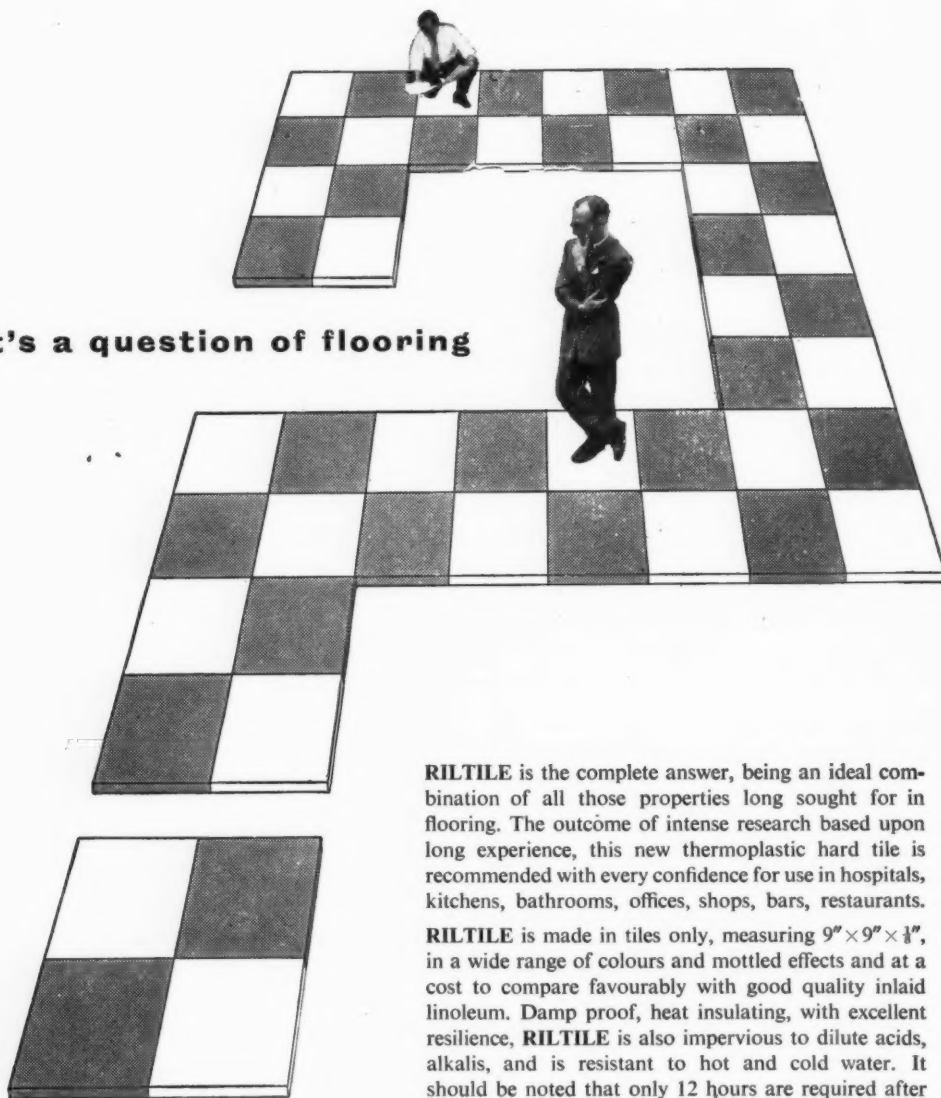 t's a question of flooring
RILTILE is the complete answer, being an ideal com-
bination of all those properties long sought for in
flooring. The outcome of intense research based upon
long experience, this new thermoplastic hard tile is
recommended with every confidence for use in hospitals,
kitchens, bathrooms, offices, shops, bars, restaurants.
RILTILE is made in tiles only, measuring 9″×9″×⅛″,
in a wide range of colours and mottled effects and at a
cost to compare favourably with good quality inlaid
linoleum. Damp proof, heat insulating, with excellent
resilience, RILTILE is also impervious to dilute acids,
alkalis, and is resistant to hot and cold water. It
should be noted that only 12 hours are required after